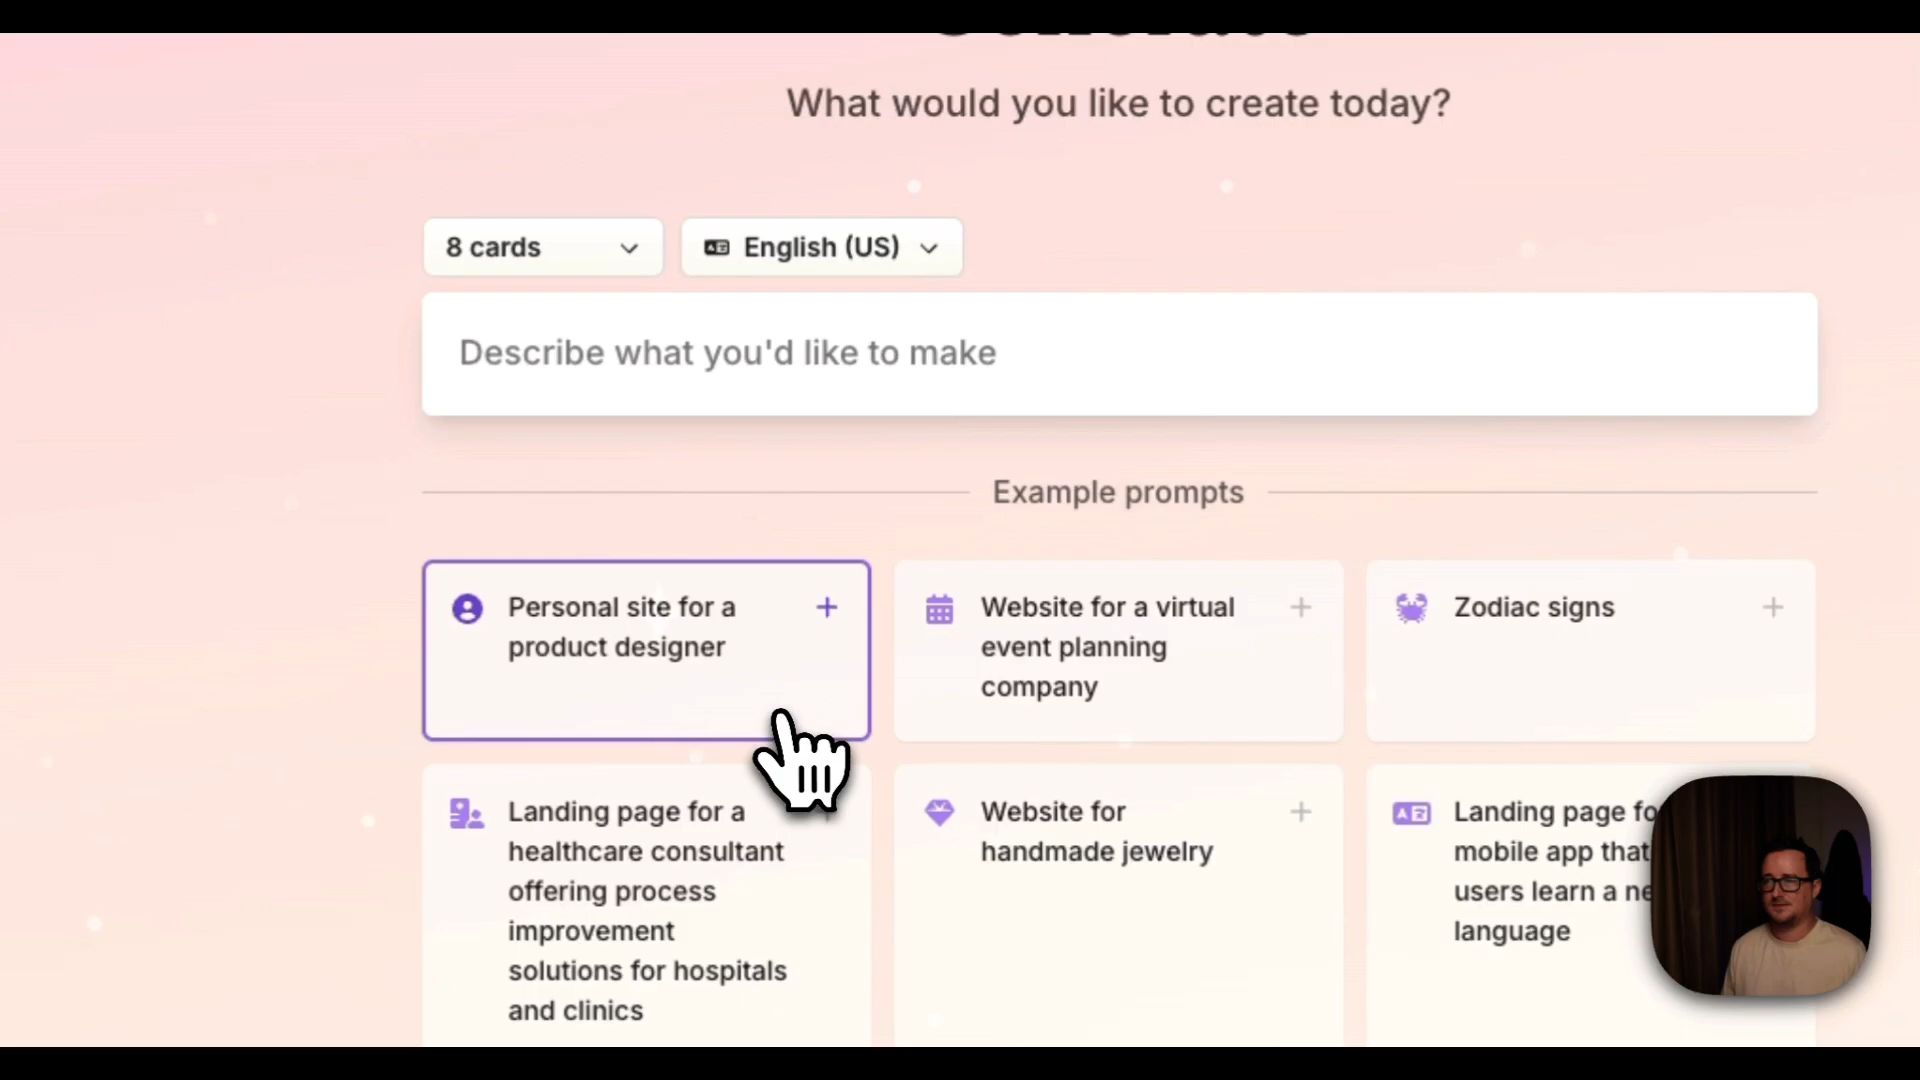 What would you like to create today?
8 cards
English (US)
Describe what you'd like to make
Example prompts
Personal site for a
product designer
Website for a virtual
event planning
company
Zodiac signs
Landing page for a
healthcare consultant
offering process
improvement
solutions for hospitals
and clinics
Website for
handmade jewelry
Landing page
mobile app that
users learn a
language